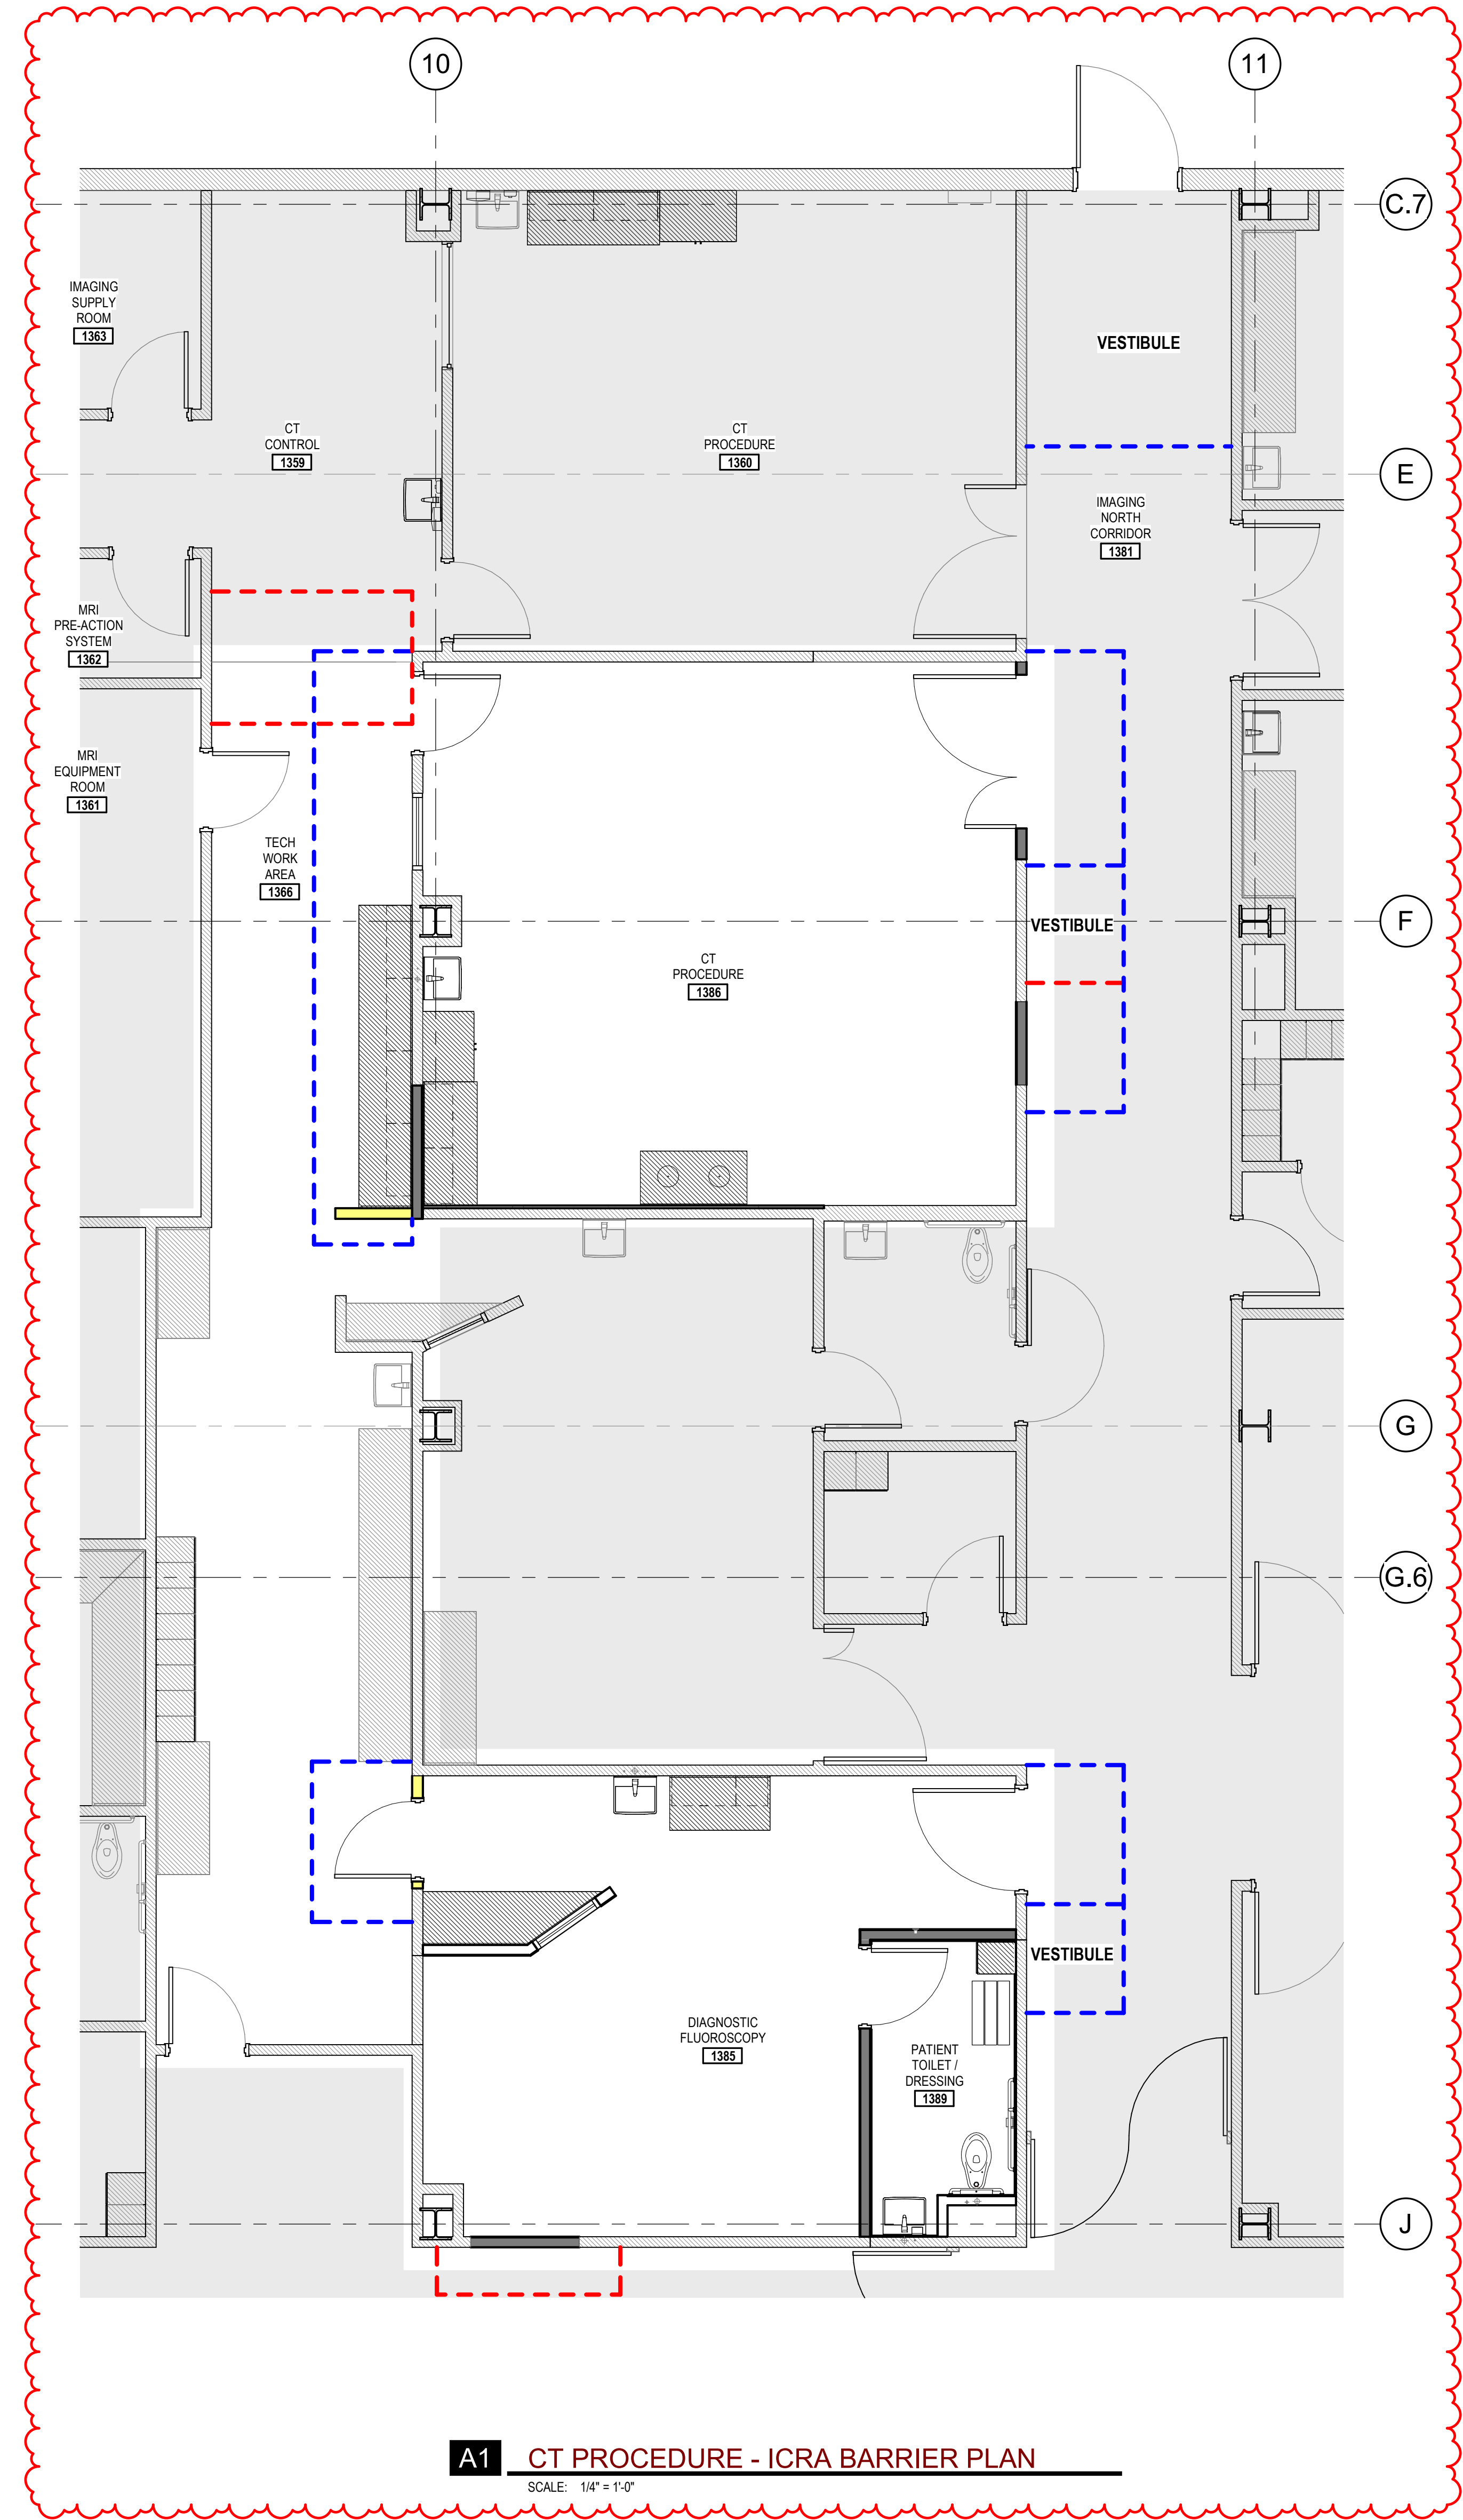 10
11
C.7
IMAGING
SUPPLY
ROOM
1363
VESTIBULE
CT
CONTROL
1359
CT
PROCEDURE
1360
E
IMAGING
NORTH
CORRIDOR
1381
MRI
PRE-ACTION
SYSTEM
1362
MRI
EQUIPMENT
ROOM
1361
TECH
WORK
AREA
1366
F
VESTIBULE
CT
PROCEDURE
1386
G
G.6
VESTIBULE
DIAGNOSTIC
FLUOROSCOPY
1385
PATIENT
TOILET /
DRESSING
1389
J
A1 CT PROCEDURE - ICRA BARRIER PLAN
SCALE: 1/4" = 1'-0"